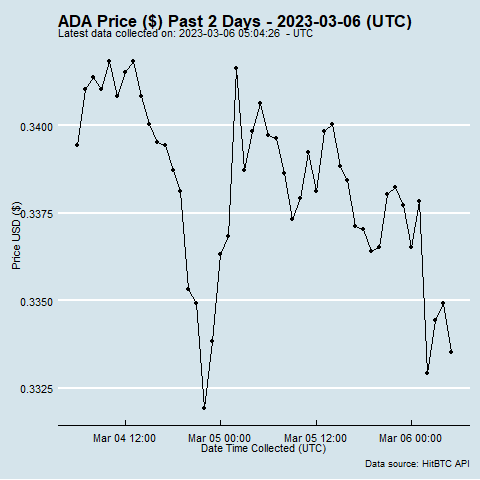 ADA Price ($) Past 2 Days - 2023-03-06 (UTC)
Latest data collected on: 2023-03-06 05:04:26 - UTC
0.3400
0.3375
0.3350
0.3325
Price USD ($)
Mar 04 12:00
Mar 05 00:00
Mar 05 12:00
Mar 06 00:00
Date Time Collected (UTC)
Data source: HitBTC API